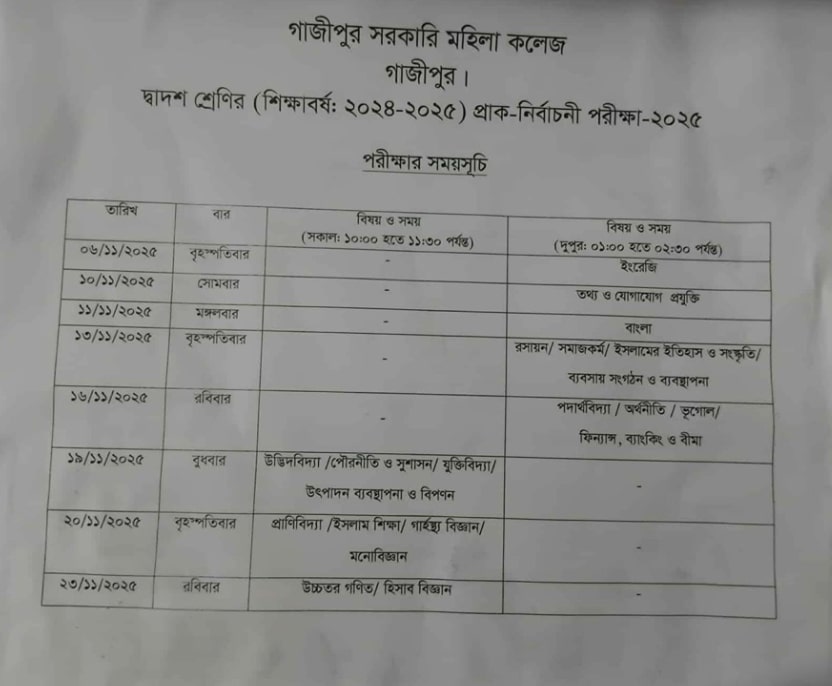 গাজীপুর সরকারি মহিলা কলেজ
গাজীপুর।
দ্বাদশ শ্রেণির (শিক্ষাবর্ষ: ২০২৪-২০২৫) প্রাক-নির্বাচনী পরীক্ষা-২০২৫
পরীক্ষার সময়সূচি
তারিখ বার বিষয় ও সময় বিষয় ও সময়
(সকাল: ১০:০০ হতে ১১:৩০ পর্যন্ত) (দুপুর: ০১:০০ হতে ০২:৩০ পর্যন্ত)
০৬/১১/২০২৫ বৃহস্পতিবার - ইংরেজি
১০/১১/২০২৫ সোমবার - তথ্য ও যোগাযোগ প্রযুক্তি
১১/১১/২০২৫ মঙ্গলবার - বাংলা
১৩/১১/২০২৫ বৃহস্পতিবার - রসায়ন/ সমাজকর্ম/ ইসলামের ইতিহাস ও সংস্কৃতি/
ব্যবসায় সংগঠন ও ব্যবস্থাপনা
১৬/১১/২০২৫ রবিবার - পদার্থবিদ্যা / অর্থনীতি / ভূগোল/
ফিন্যান্স, ব্যাংকিং ও বীমা
১৯/১১/২০২৫ বুধবার উদ্ভিদবিদ্যা /পৌরনীতি ও সুশাসন/ যুক্তিবিদ্যা/ -
উৎপাদন ব্যবস্থাপনা ও বিপণন
২০/১১/২০২৫ বৃহস্পতিবার প্রাণিবিদ্যা /ইসলাম শিক্ষা/ গার্হস্থ্য বিজ্ঞান/ -
মনোবিজ্ঞান
২৩/১১/২০২৫ রবিবার উচ্চতর গণিত/ হিসাব বিজ্ঞান -